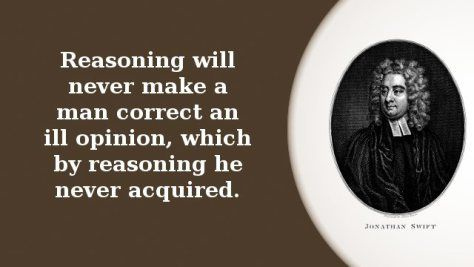 Reasoning will
never make a
man correct an
ill opinion, which
by reasoning he
never acquired.
JONATHAN SWIFT